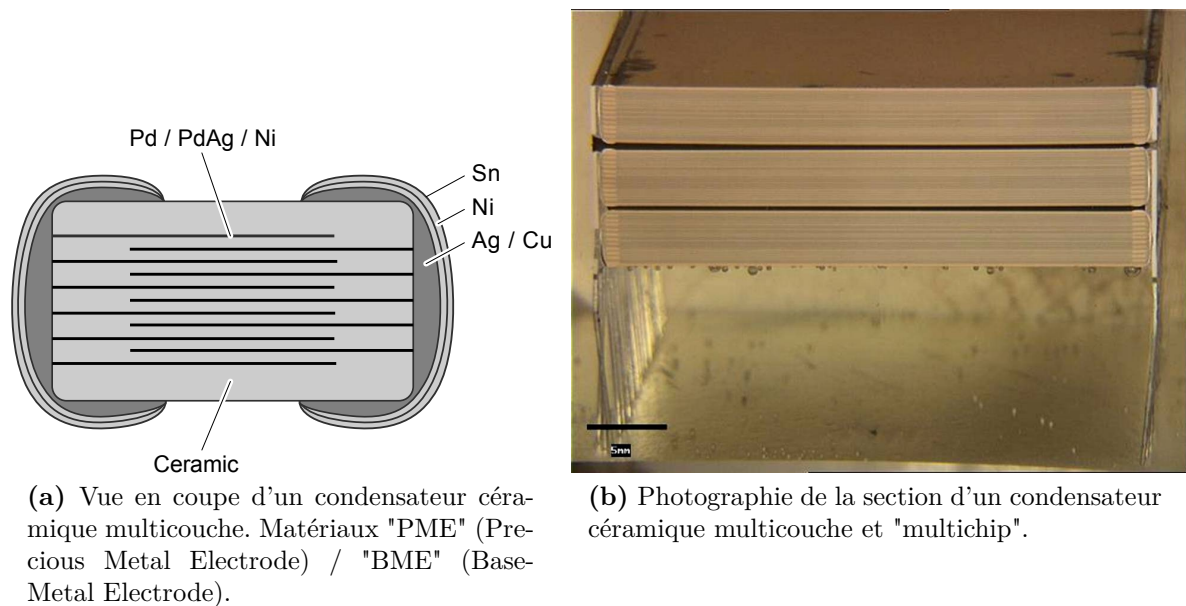 Pd / PdAg / Ni
Sn
Ni
Ag / Cu
Ceramic
5mm
(a) Vue en coupe d'un condensateur céra-
mique multicouche. Matériaux "PME" (Pre-
cious Metal Electrode) / "BME" (Base-
Metal Electrode).
(b) Photographie de la section d'un condensateur
céramique multicouche et "multichip".